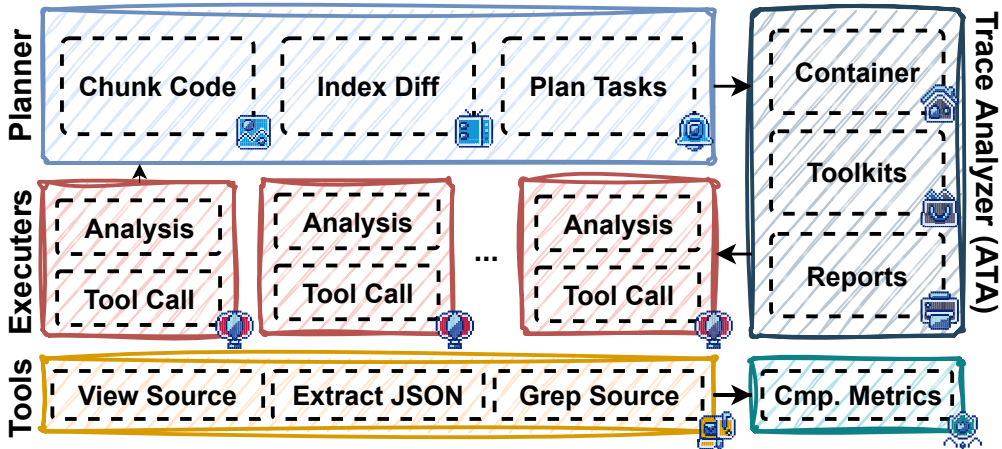 Planner
Chunk Code
Index Diff
Plan Tasks
Executers
Analysis
Tool Call
Analysis
Tool Call
...
Analysis
Tool Call
Tools
View Source
Extract JSON
Grep Source
Cmp. Metrics
Container
Toolkits
Reports
Trace Analyzer (ATA)